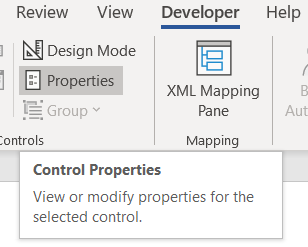 Review View Developer Help
Design Mode
Properties
Group
XML Mapping
Pane
Mapping
Control Properties
View or modify properties for the
selected control.